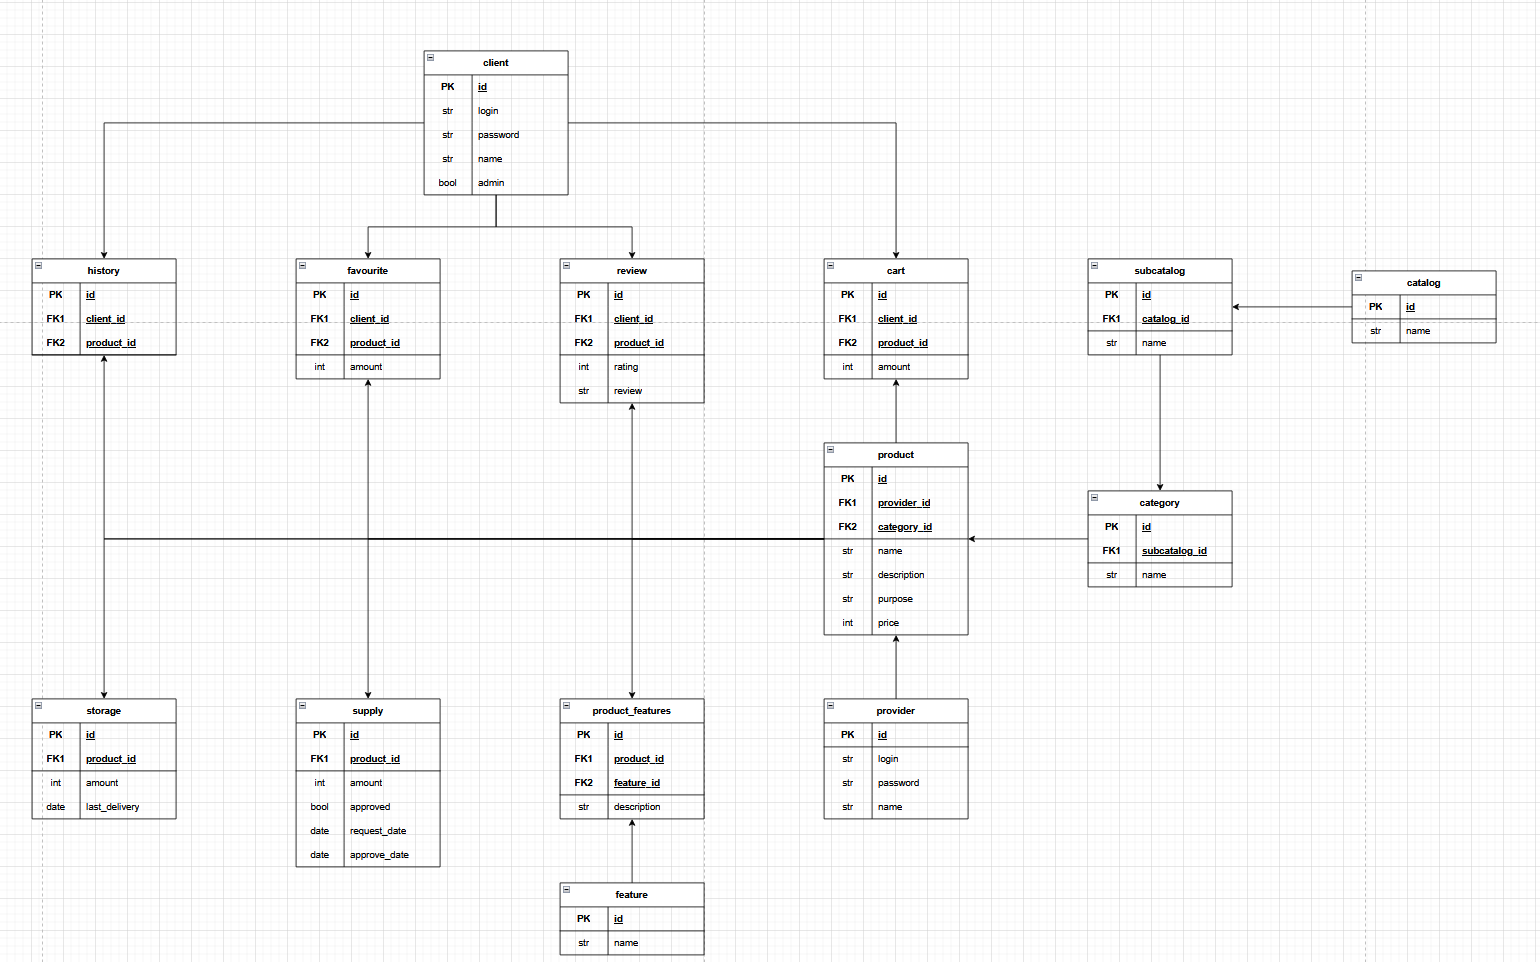 client
PK id
str login
str password
str name
bool admin
history
PK id
FK1 client_id
FK2 product_id
favourite
PK id
FK1 client_id
FK2 product_id
int amount
review
PK id
FK1 client_id
FK2 product_id
int rating
str review
cart
PK id
FK1 client_id
FK2 product_id
int amount
subcatalog
PK id
FK1 catalog_id
str name
catalog
PK id
str name
product
PK id
FK1 provider_id
FK2 category_id
str name
str description
str purpose
int price
category
PK id
FK1 subcatalog_id
str name
storage
PK id
FK1 product_id
int amount
date last_delivery
supply
PK id
FK1 product_id
int amount
bool approved
date request_date
date approve_date
product_features
PK id
FK1 product_id
FK2 feature_id
str description
provider
PK id
str login
str password
str name
feature
PK id
str name